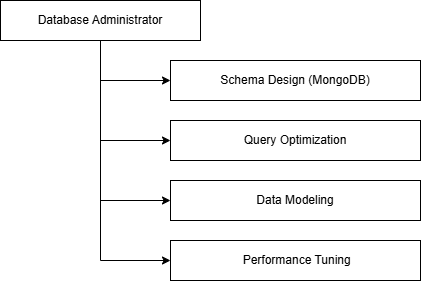 Database Administrator
Schema Design (MongoDB)
Query Optimization
Data Modeling
Performance Tuning